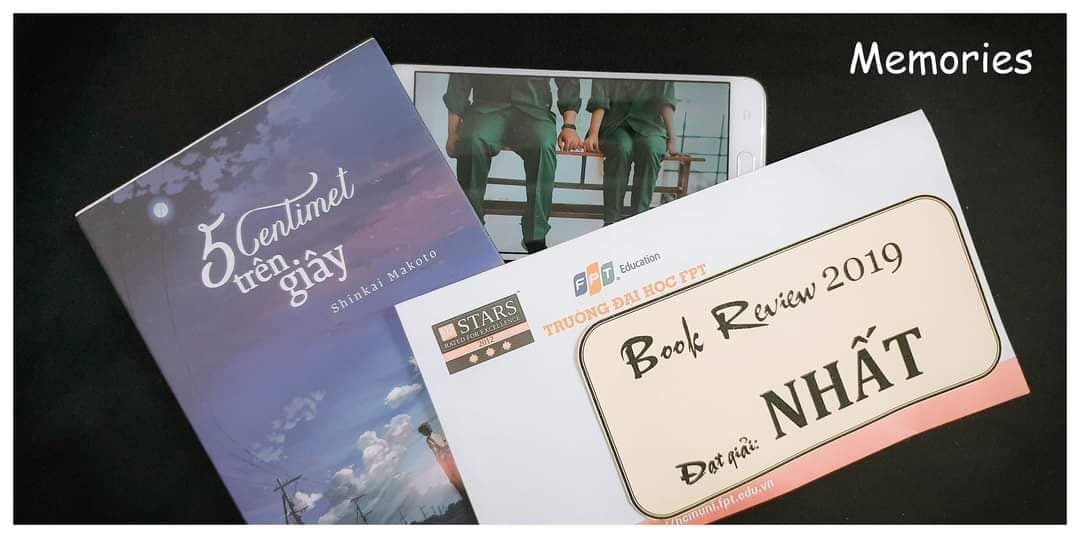 Memories
5 Centimet
trên
giây
Shinkai Makoto
STARS
RATED FOR EXCELLENCE
2012
FPT Education
TRƯỜNG ĐẠI HỌC FPT
Book Review 2019
Đạt giải: NHẤT
hcmuni.fpt.edu.vn